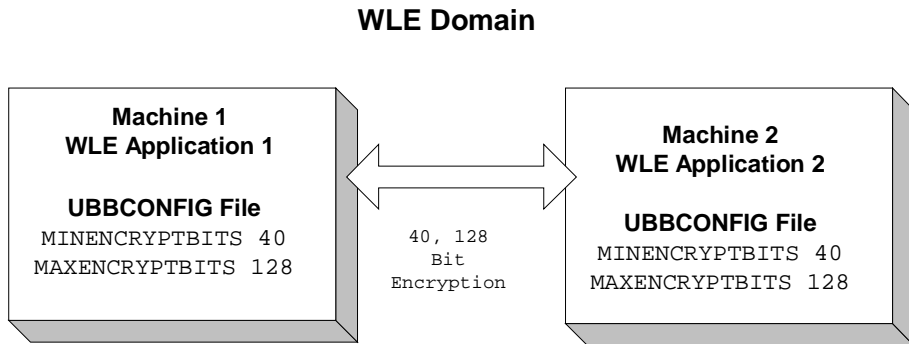 WLE Domain
Machine 1
WLE Application 1
UBBCONFIG File
MINENCRYPTBITS 40
MAXENCRYPTBITS 128
40, 128
Bit
Encryption
Machine 2
WLE Application 2
UBBCONFIG File
MINENCRYPTBITS 40
MAXENCRYPTBITS 128